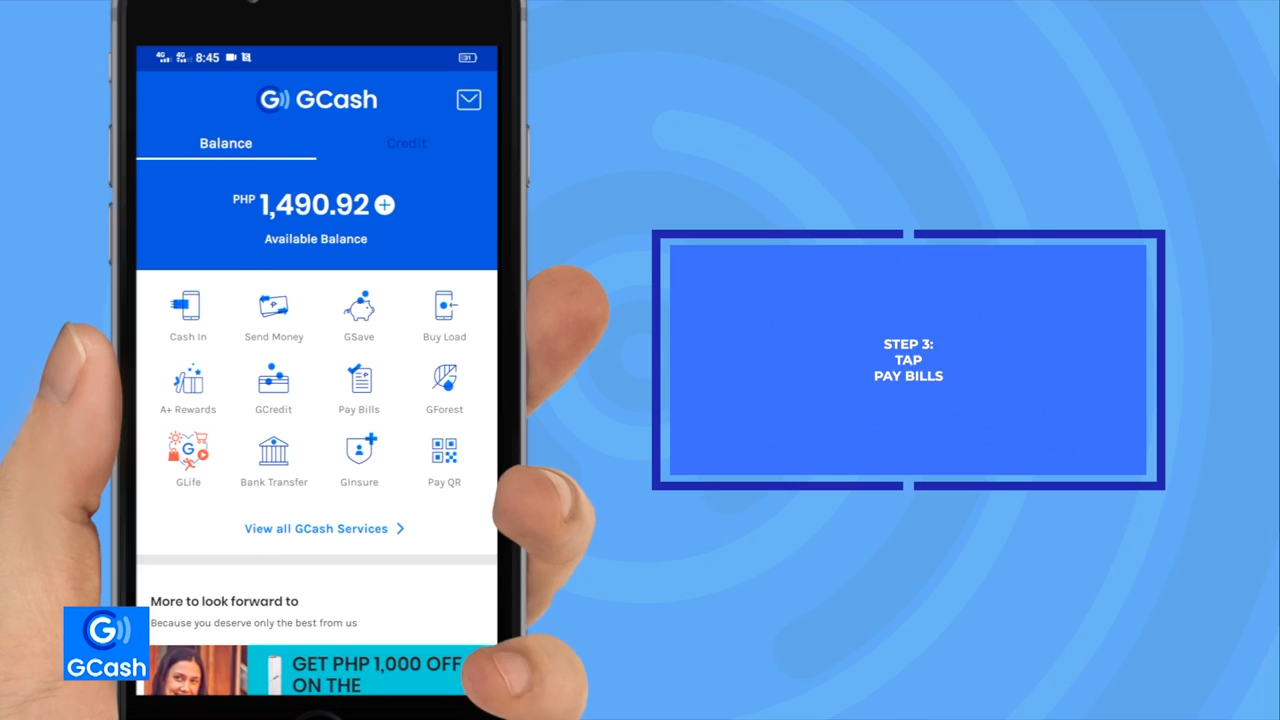 4G 4G 8:45 31
GCash
Balance Credit
PHP 1,490.92
Available Balance
Cash In Send Money GSave Buy Load
A+ Rewards GCredit Pay Bills GForest
GLife Bank Transfer GInsure Pay QR
View all GCash Services
More to look forward to
Because you deserve only the best from us
GET PHP 1,000 OFF
ON THE
GCash
STEP 3:
TAP
PAY BILLS